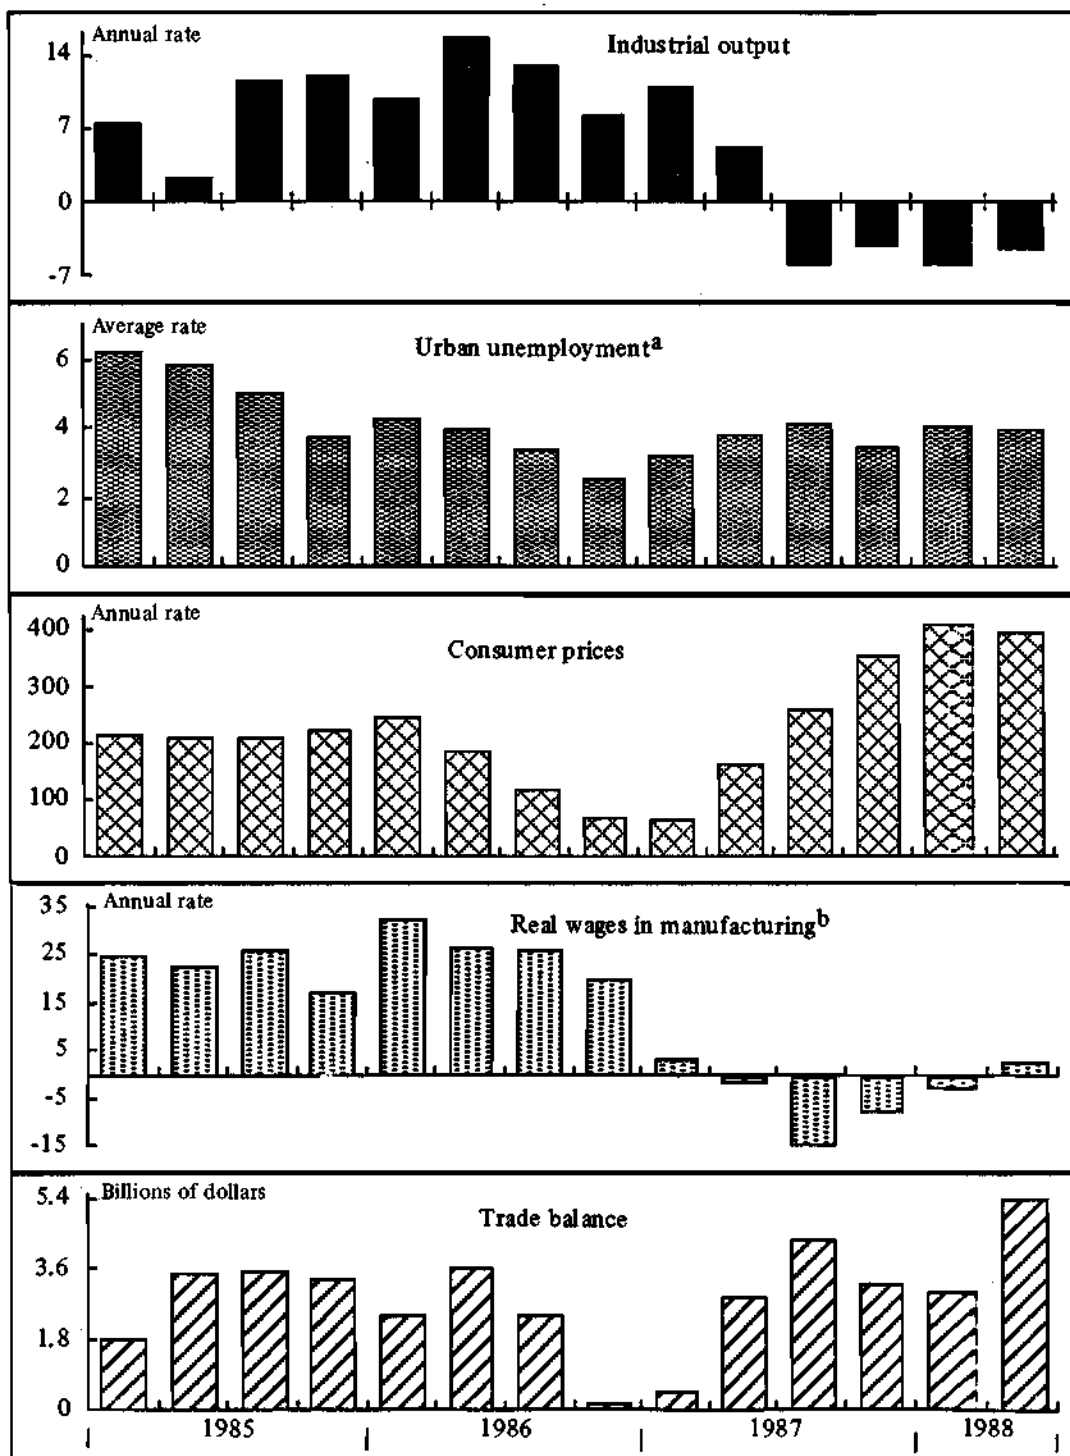 Annual rate
Industrial output
14
7
0
-7
Average rate
Urban unemploymentᵃ
6
4
2
0
Annual rate
Consumer prices
400
300
200
100
0
Annual rate
Real wages in manufacturingᵇ
35
25
15
5
-5
-15
Billions of dollars
Trade balance
5.4
3.6
1.8
0
1985 1986 1987 1988